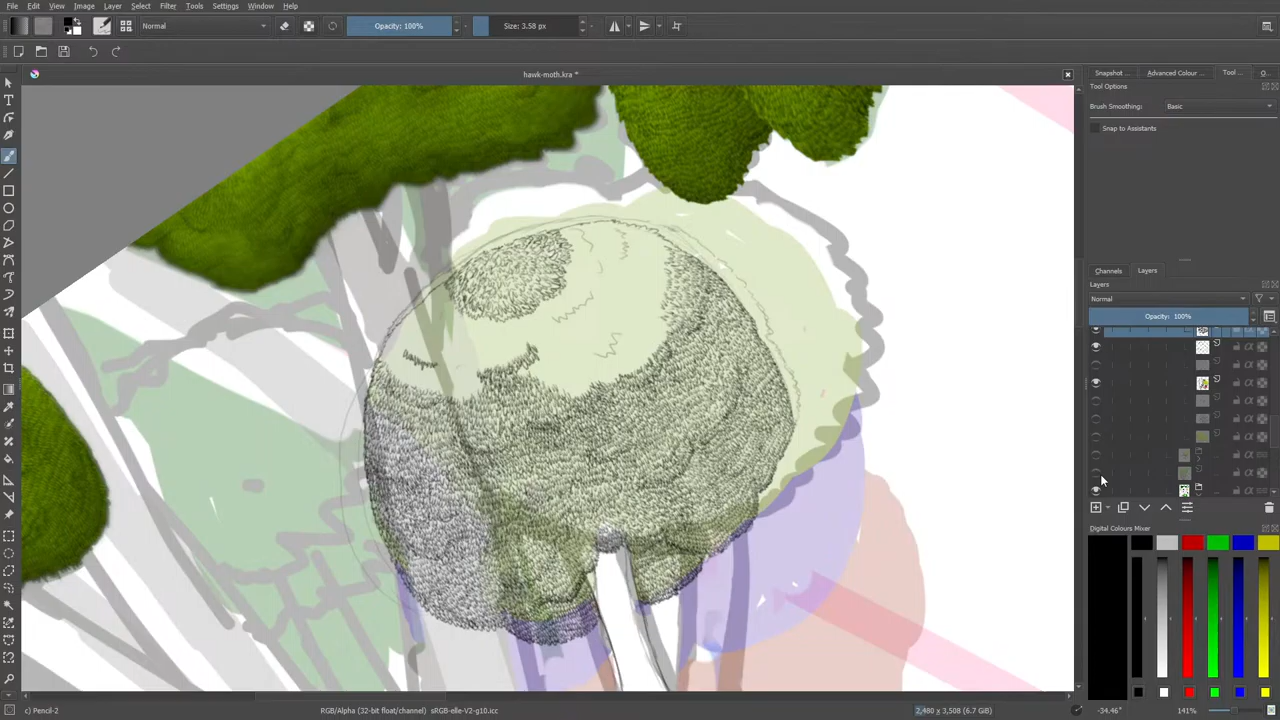 File Edit View Image Layer Select Filter Tools Settings Window Help
Normal Opacity: 100% Size: 3.58 px
hawk-moth.kra *
Snapshot ... Advanced Colour ... Tool ... O...
Tool Options
Brush Smoothing: Basic
Snap to Assistants
Channels Layers
Layers
Normal
Opacity: 100%
Digital Colours Mixer
c) Pencil-2 RGB/Alpha (32-bit float/channel) sRGB-elle-V2-g10.icc 2,480 x 3,508 (6.7 GiB) -34.46° 141%